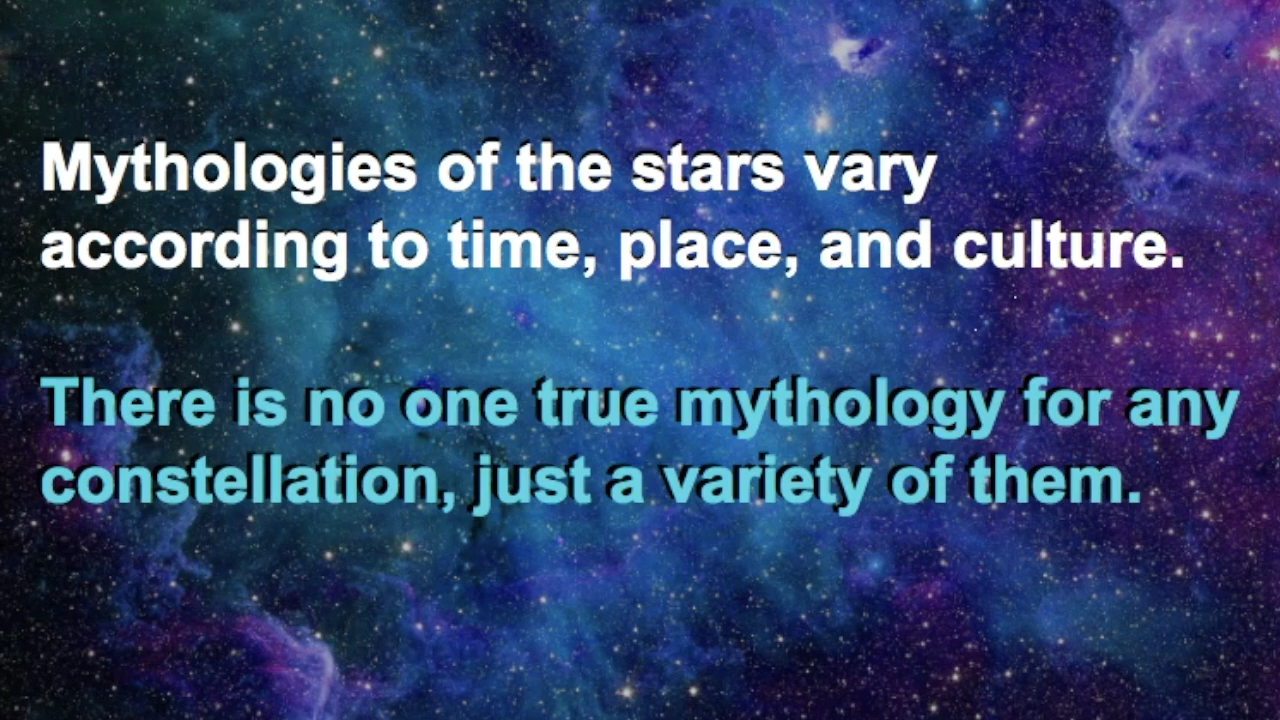 Mythologies of the stars vary
according to time, place, and culture.
There is no one true mythology for any
constellation, just a variety of them.